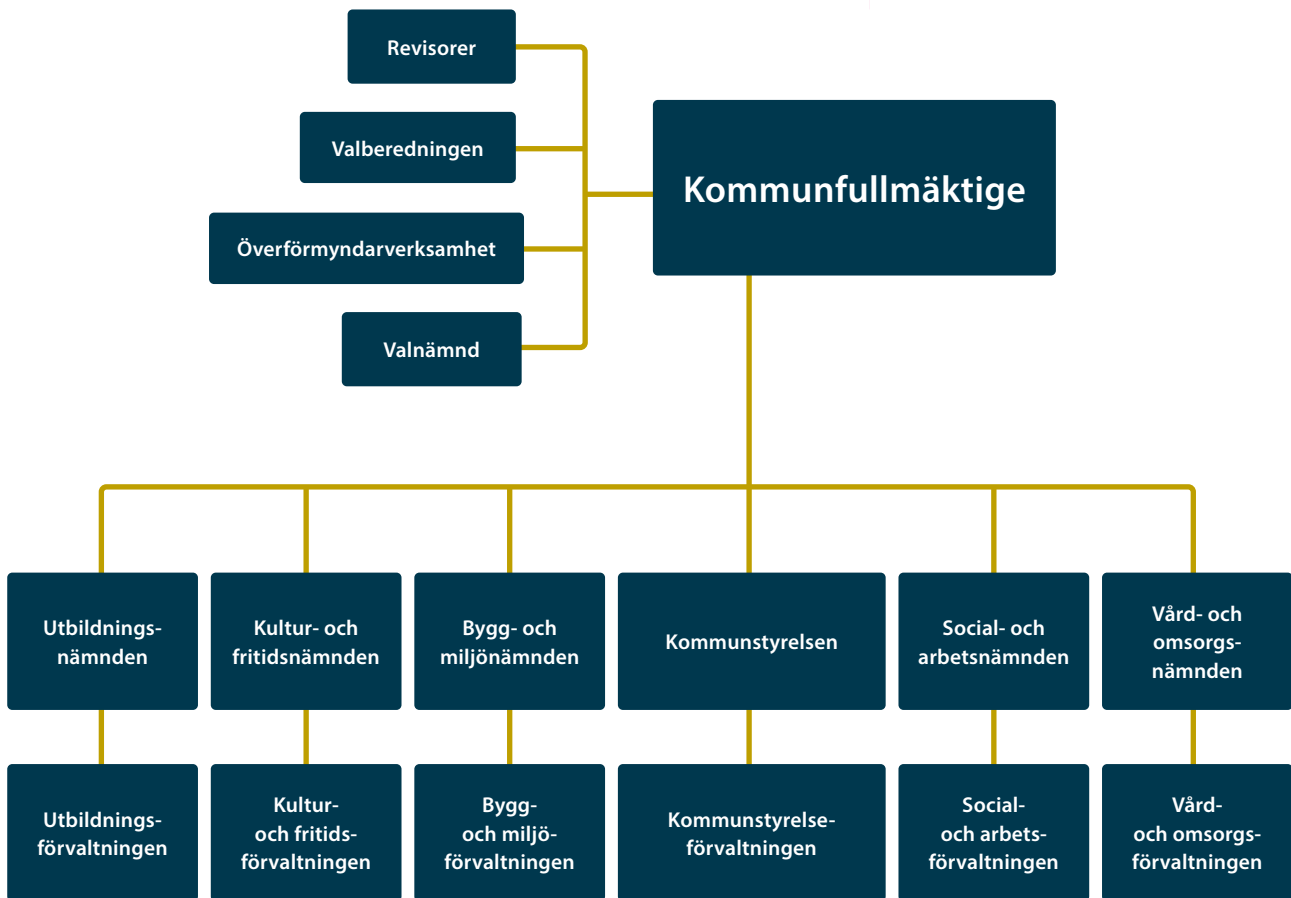 Revisorer
Valberedningen
Överförmyndarverksamhet
Valnämnd
Kommunfullmäktige
Utbildnings-
nämnden
Kultur- och
fritidsnämnden
Bygg- och
miljönämnden
Kommunstyrelsen
Social- och
arbetsnämnden
Vård- och
omsorgs-
nämnden
Utbildnings-
förvaltningen
Kultur-
och fritids-
förvaltningen
Bygg-
och miljö-
förvaltningen
Kommunstyrelse-
förvaltningen
Social-
och arbets-
förvaltningen
Vård-
och omsorgs-
förvaltningen